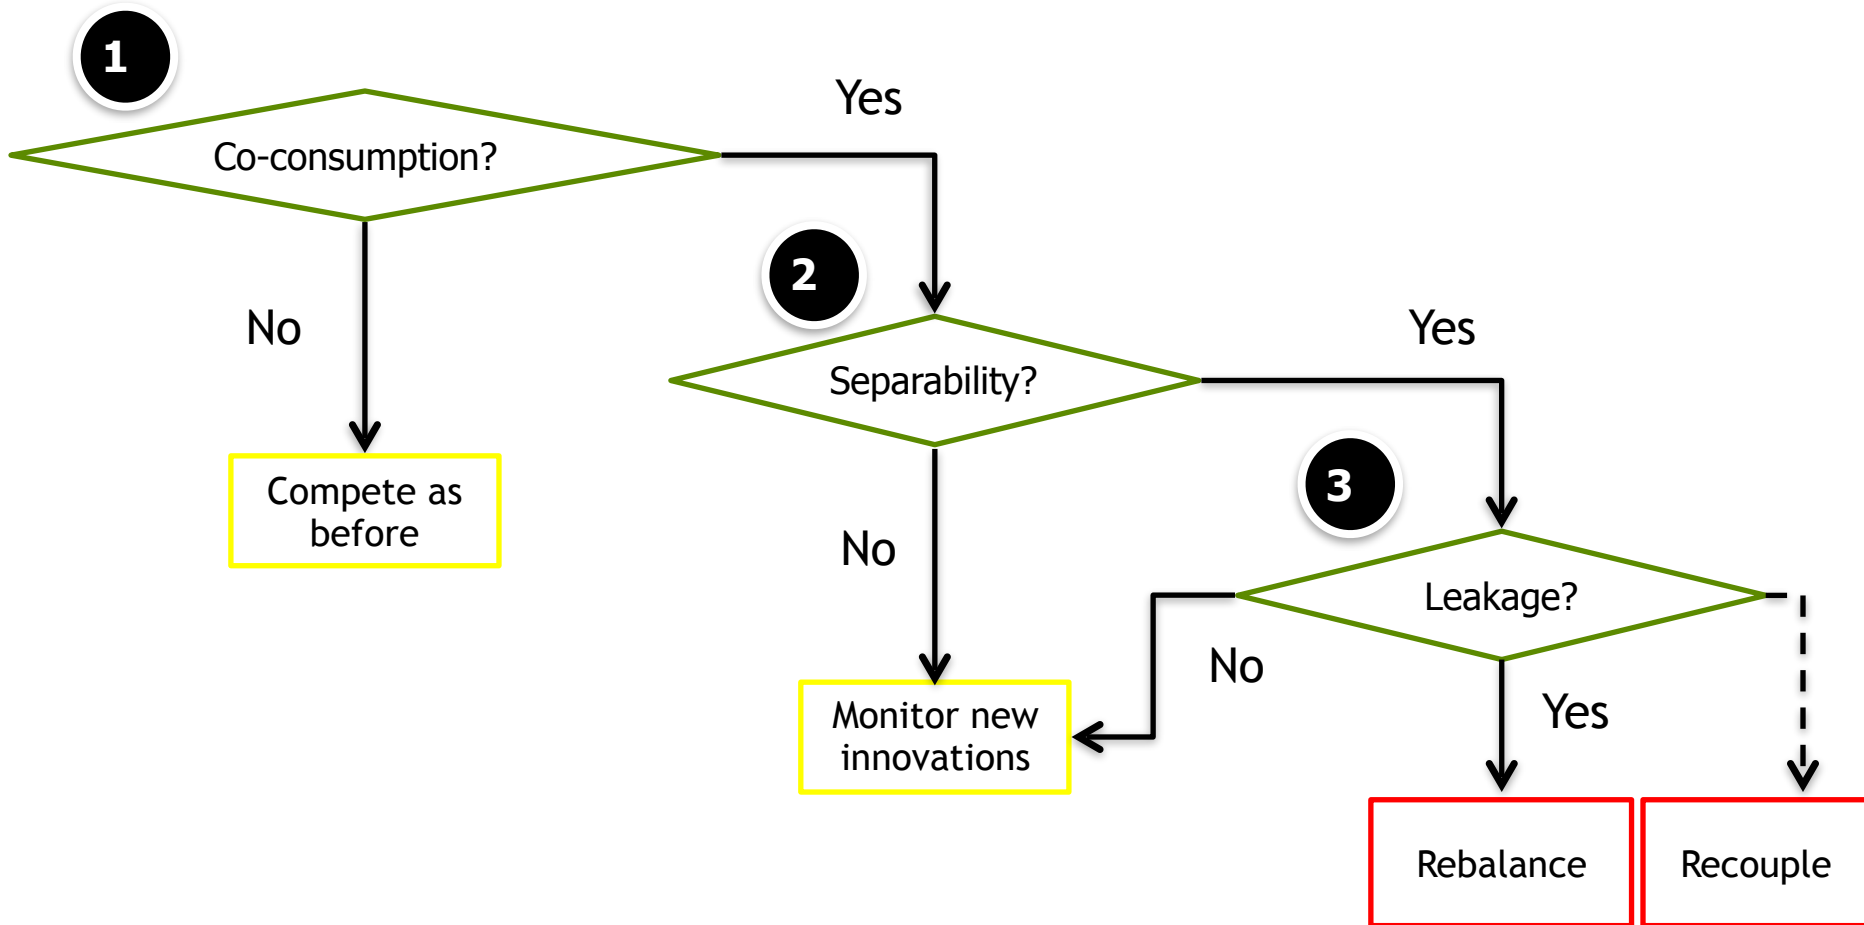 1
Yes
Co-consumption?
No
2
Yes
Separability?
Compete as
before
3
No
Leakage?
No
Yes
Monitor new
innovations
Rebalance
Recouple